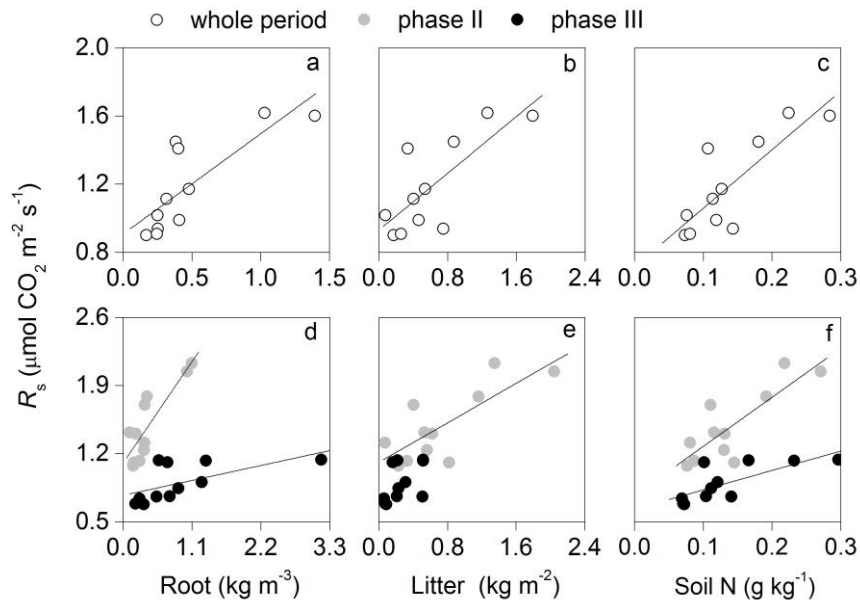 whole period phase II phase III
2.0 1.6 1.2 0.8
a b c
0.0 0.5 1.0 1.5 0.0 0.8 1.6 2.4 0.0 0.1 0.2 0.3
Rs (μmol CO2 m-2 s-1)
2.6 1.9 1.2 0.5
d e f
0.0 1.1 2.2 3.3 0.0 0.8 1.6 2.4 0.0 0.1 0.2 0.3
Root (kg m-3) Litter (kg m-2) Soil N (g kg-1)